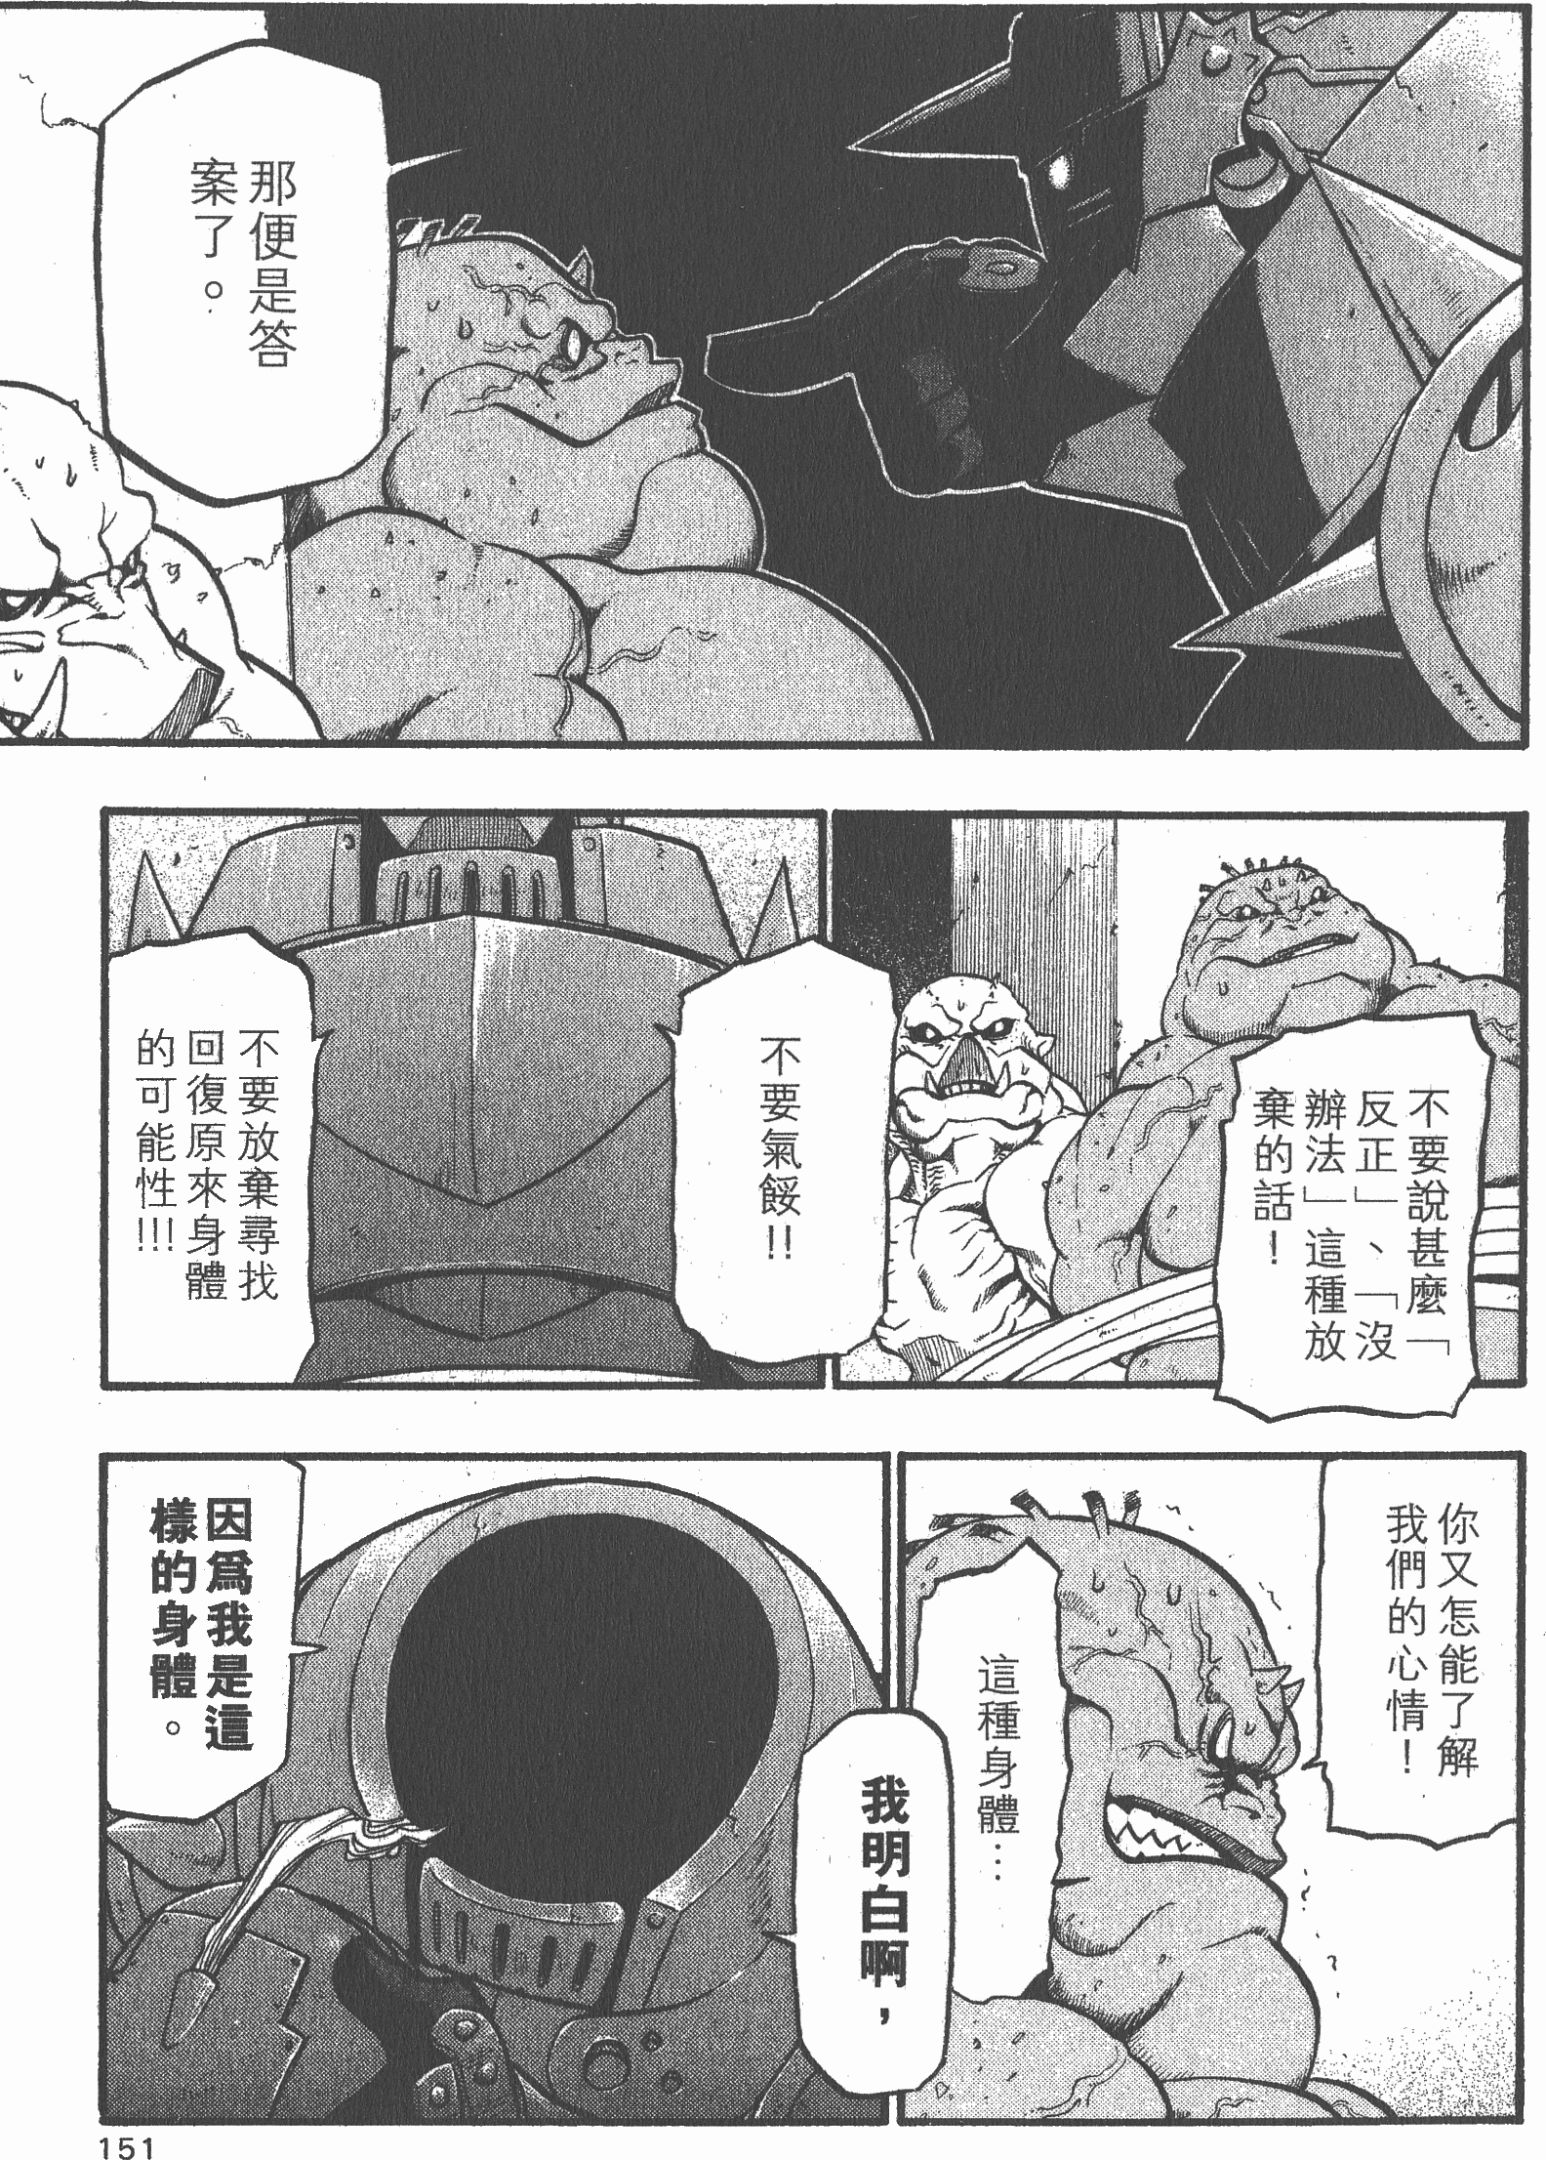 那便是答
案了。
不要說甚麼「
反正」、「沒
辦法」這種放
棄的話！
不要氣餒!!
不要放棄尋找
回復原來身體
的可能性!!!
你又怎能了解
我們的心情！
這種身體…
我明白啊，
因爲我是這
樣的身體。
151